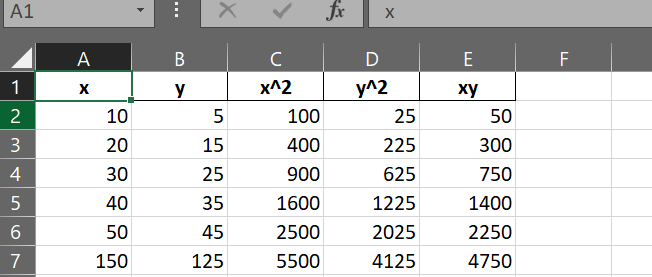 A1 fx x
A B C D E F
1 x y x^2 y^2 xy
2 10 5 100 25 50
3 20 15 400 225 300
4 30 25 900 625 750
5 40 35 1600 1225 1400
6 50 45 2500 2025 2250
7 150 125 5500 4125 4750